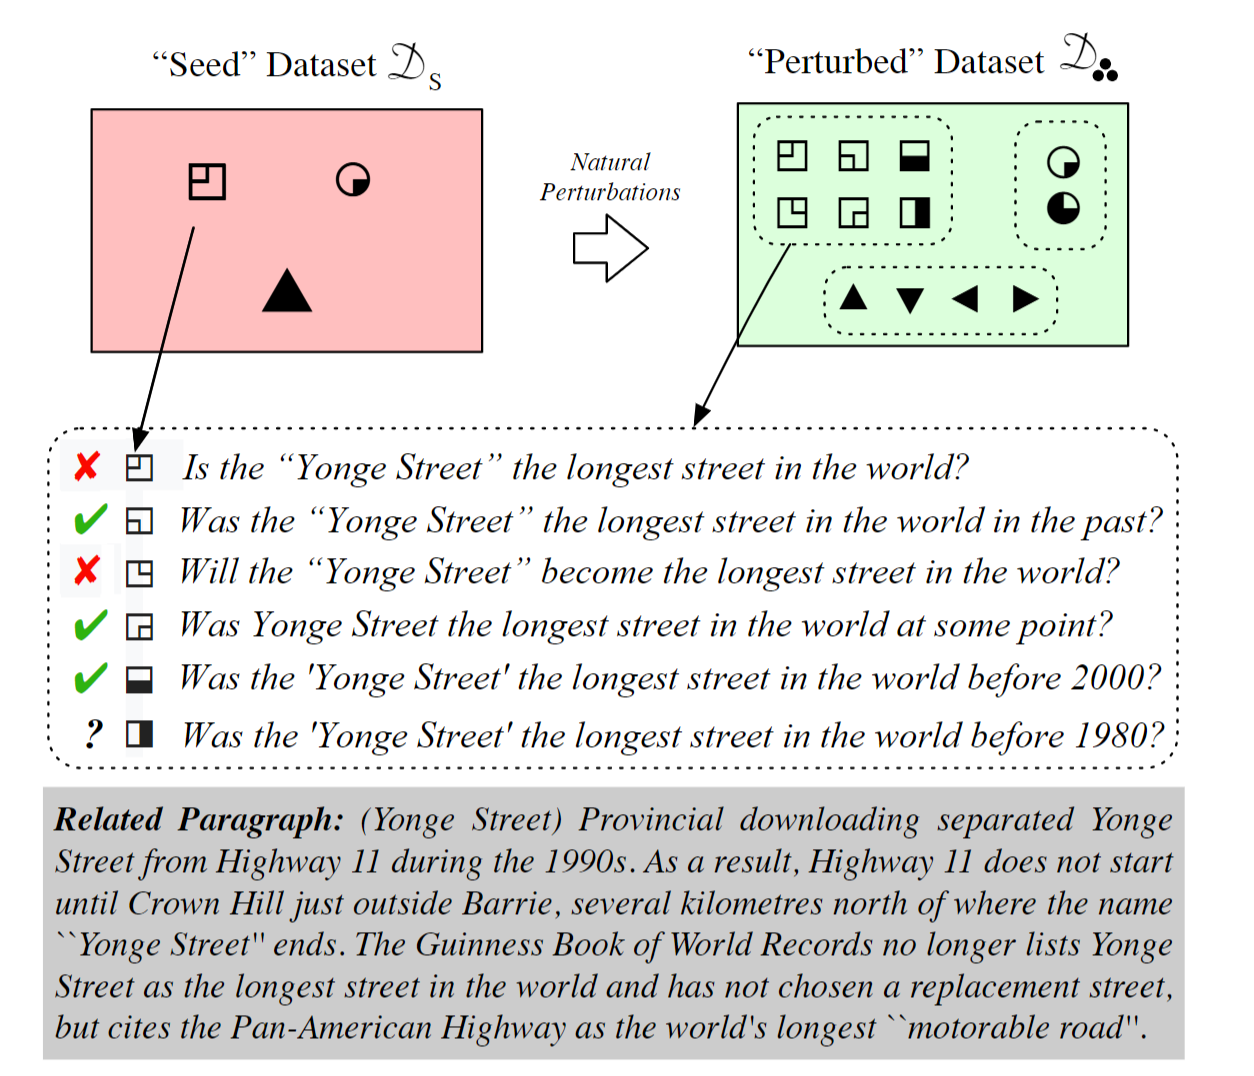 “Seed” Dataset 𝒟S
“Perturbed” Dataset 𝒟
Natural
Perturbations
✘ Is the “Yonge Street” the longest street in the world?
✔ Was the “Yonge Street” the longest street in the world in the past?
✘ Will the “Yonge Street” become the longest street in the world?
✔ Was Yonge Street the longest street in the world at some point?
✔ Was the 'Yonge Street' the longest street in the world before 2000?
? Was the 'Yonge Street' the longest street in the world before 1980?
Related Paragraph: (Yonge Street) Provincial downloading separated Yonge
Street from Highway 11 during the 1990s. As a result, Highway 11 does not start
until Crown Hill just outside Barrie, several kilometres north of where the name
``Yonge Street" ends. The Guinness Book of World Records no longer lists Yonge
Street as the longest street in the world and has not chosen a replacement street,
but cites the Pan-American Highway as the world's longest ``motorable road".